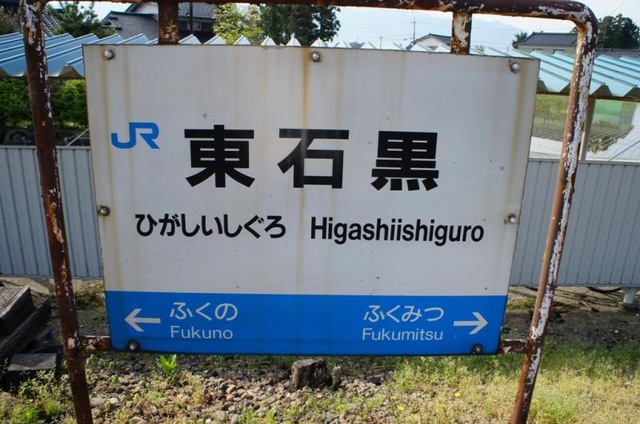 JR 東石黒
ひがしいしぐろ Higashiishiguro
← ふくの ふくみつ →
Fukuno Fukumitsu